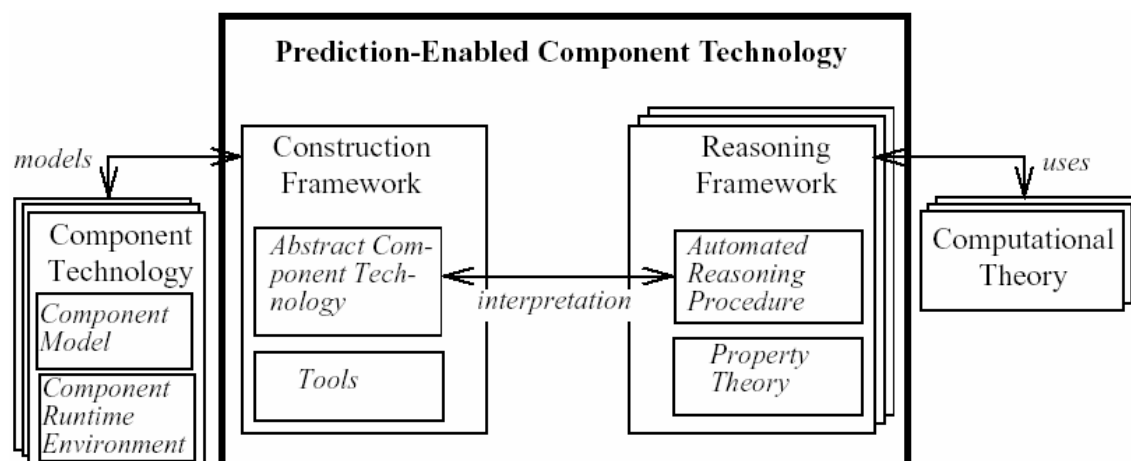 Prediction-Enabled Component Technology
models
Component
Technology
Component
Model
Component
Runtime
Environment
Construction
Framework
Abstract Com-
ponent Tech-
nology
Tools
interpretation
Reasoning
Framework
Automated
Reasoning
Procedure
Property
Theory
uses
Computational
Theory